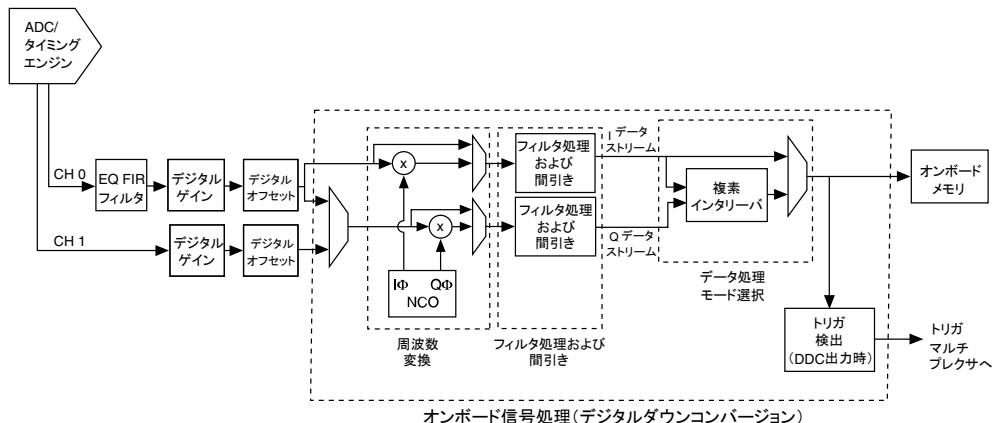 ADC/
タイミング
エンジン
CH 0
EQ FIR
フィルタ
デジタル
ゲイン
デジタル
オフセット
CH 1
デジタル
ゲイン
デジタル
オフセット
x
x
IΦ QΦ
NCO
周波数
変換
フィルタ処理
および
間引き
フィルタ処理
および
間引き
フィルタ処理および
間引き
I データ
ストリーム
Q データ
ストリーム
複素
インタリーバ
データ処理
モード選択
オンボード
メモリ
トリガ
検出
(DDC出力時)
トリガ
マルチ
プレクサへ
オンボード信号処理(デジタルダウンコンバージョン)